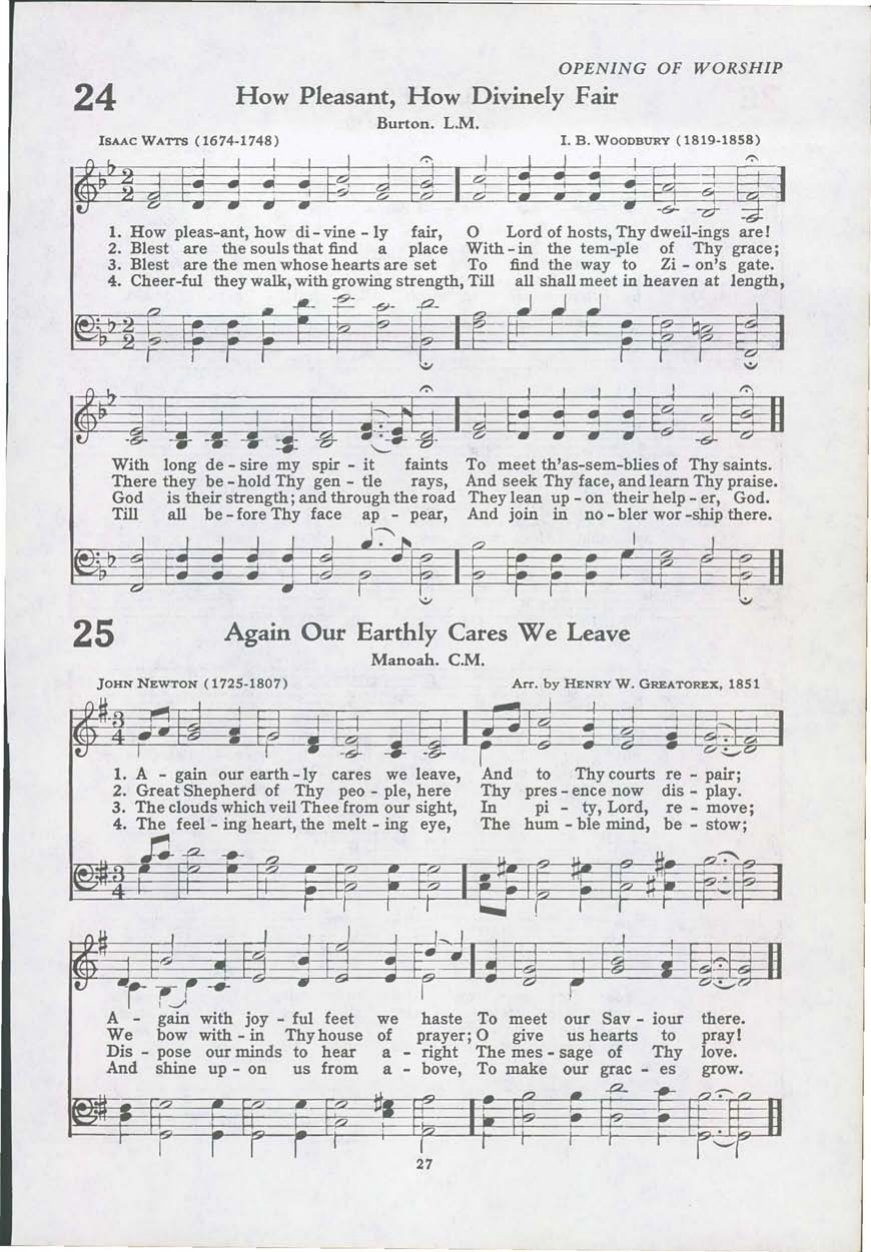 OPENING OF WORSHIP
24
How Pleasant, How Divinely Fair
Burton. L.M.
ISAAC WATTS (1674-1748)
I. B. WOODBURY (1819-1858)
1. How pleas-ant, how di - vine - ly fair, O Lord of hosts, Thy dwell-ings are!
2. Blest are the souls that find a place With - in the tem-ple of Thy grace;
3. Blest are the men whose hearts are set To find the way to Zi - on's gate.
4. Cheer-ful they walk, with growing strength, Till all shall meet in heaven at length,
With long de - sire my spir - it faints To meet th'as-sem-blies of Thy saints.
There they be - hold Thy gen - tle rays, And seek Thy face, and learn Thy praise.
God is their strength; and through the road They lean up - on their help - er, God.
Till all be - fore Thy face ap - pear, And join in no - bler wor - ship there.
25
Again Our Earthly Cares We Leave
Manoah. C.M.
JOHN NEWTON (1725-1807)
Arr. by HENRY W. GREATOREX, 1851
1. A - gain our earth - ly cares we leave, And to Thy courts re - pair;
2. Great Shepherd of Thy peo - ple, here Thy pres - ence now dis - play.
3. The clouds which veil Thee from our sight, In pi - ty, Lord, re - move;
4. The feel - ing heart, the melt - ing eye, The hum - ble mind, be - stow;
A - gain with joy - ful feet we haste To meet our Sav - iour there.
We bow with - in Thy house of prayer; O give us hearts to pray!
Dis - pose our minds to hear a - right The mes - sage of Thy love.
And shine up - on us from a - bove, To make our grac - es grow.
27